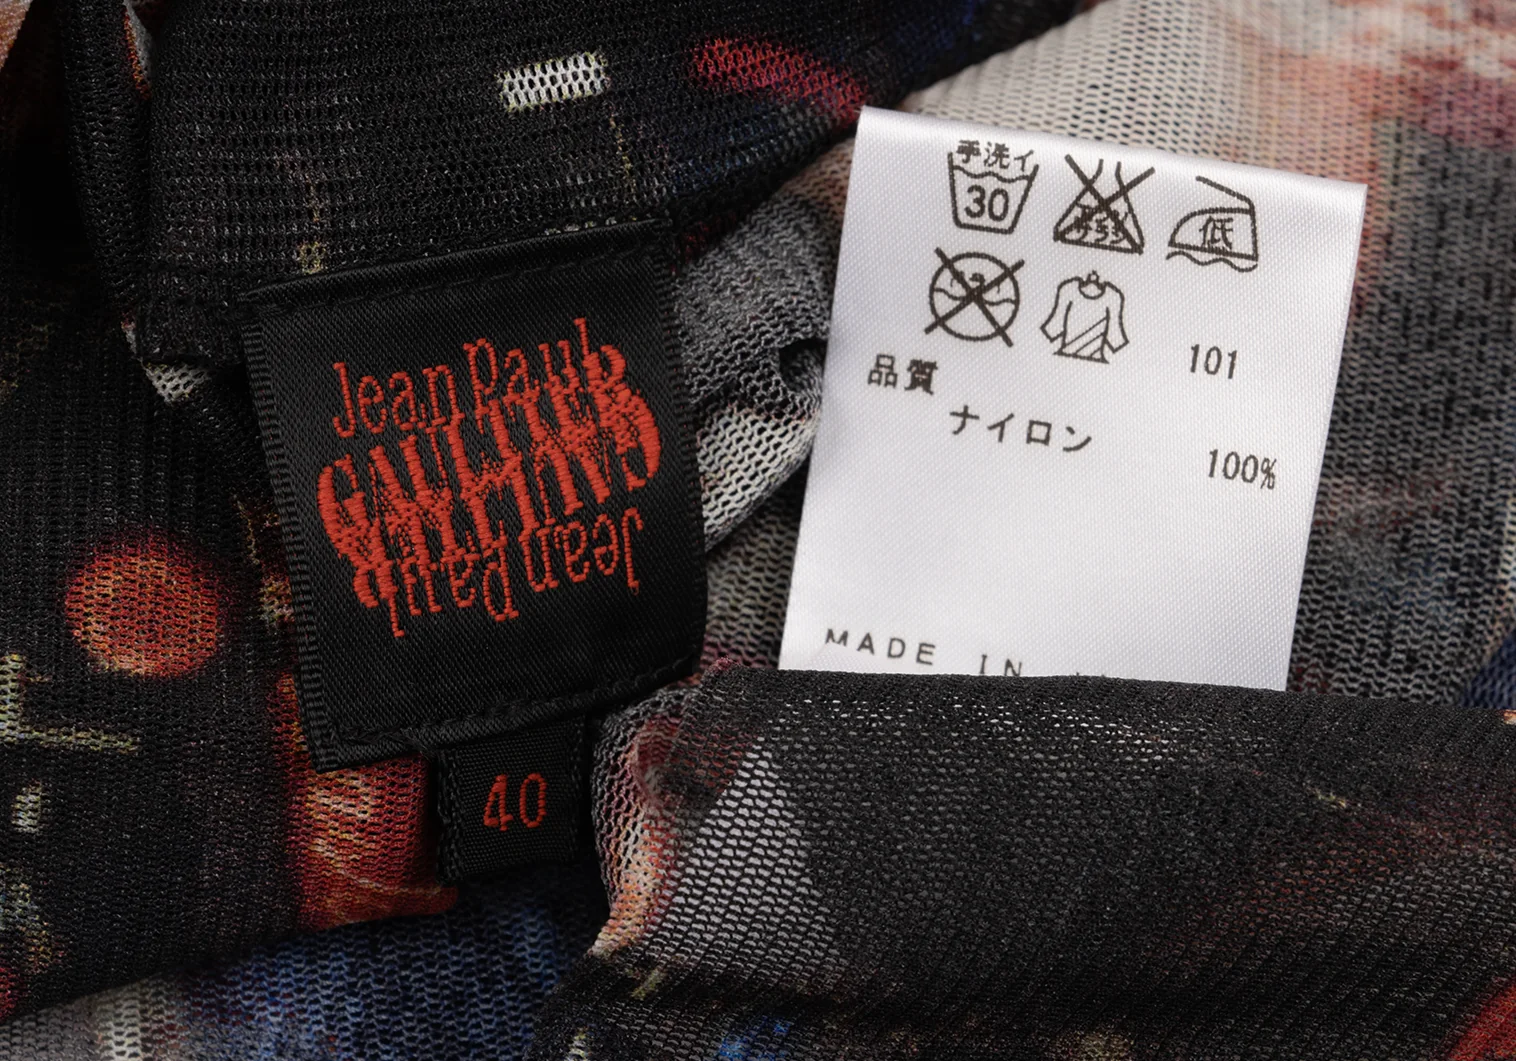 Jean Paul
GAULTIER
GAULTIER
Jean Paul
40
手洗イ
30
低
101
品質
ナイロン 100%
MADE IN